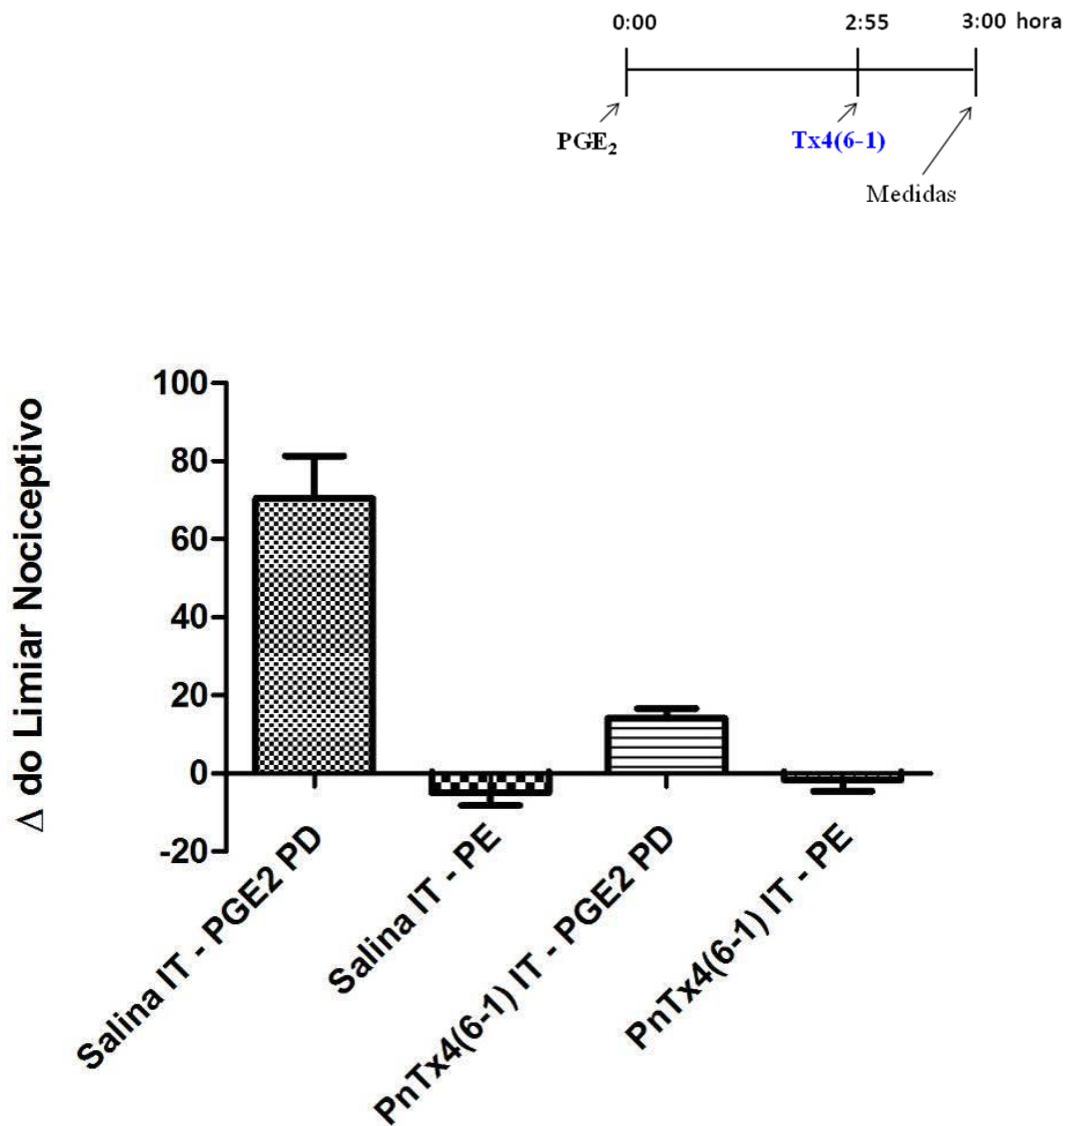 0:00 2:55 3:00 hora
PGE₂ Tx4(6-1)
Medidas
Δ do Limiar Nociceptivo
100
80
60
40
20
0
-20
Salina IT - PGE2 PD
Salina IT - PE
PnTx4(6-1) IT - PGE2 PD
PnTx4(6-1) IT - PE